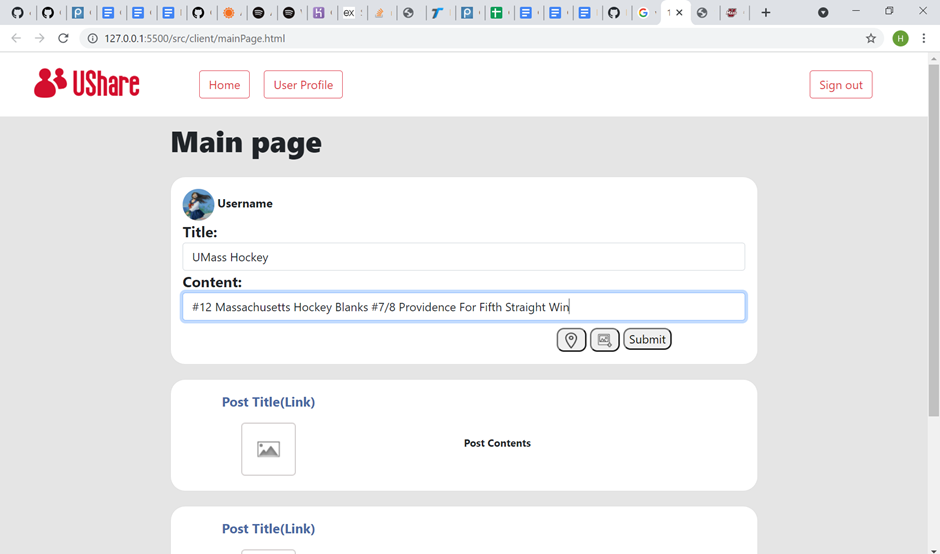 127.0.0.1:5500/src/client/mainPage.html
H
UShare
Home
User Profile
Sign out
Main page
Username
Title:
UMass Hockey
Content:
#12 Massachusetts Hockey Blanks #7/8 Providence For Fifth Straight Win
Submit
Post Title(Link)
Post Contents
Post Title(Link)